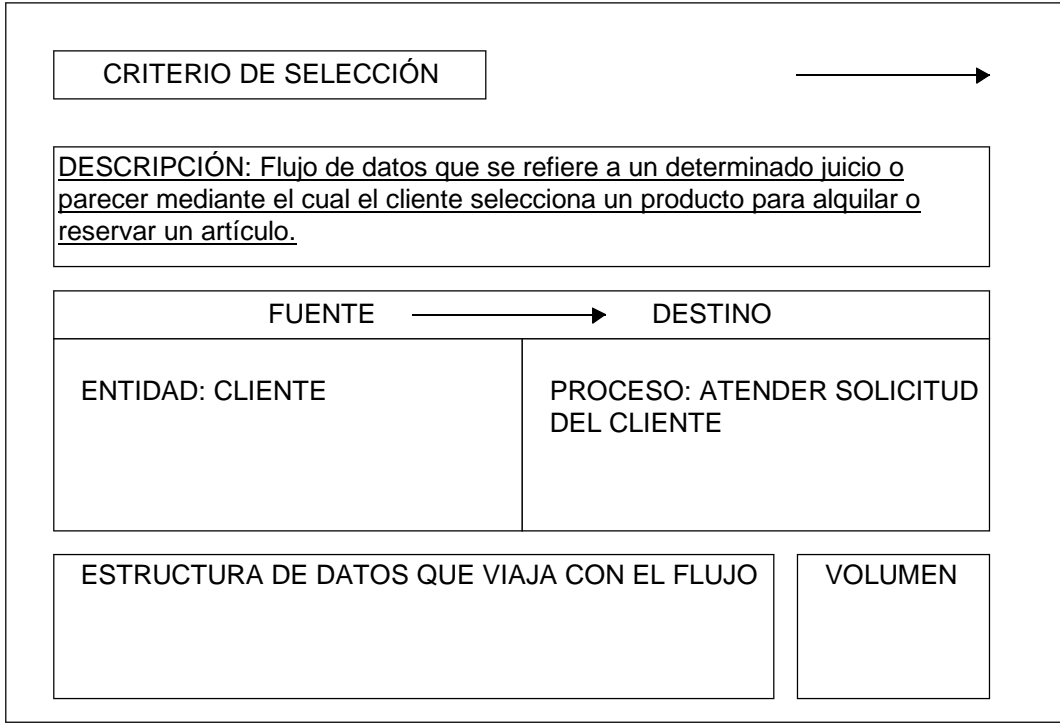 CRITERIO DE SELECCIÓN
DESCRIPCIÓN: Flujo de datos que se refiere a un determinado juicio o
parecer mediante el cual el cliente selecciona un producto para alquilar o
reservar un artículo.
FUENTE DESTINO
ENTIDAD: CLIENTE
PROCESO: ATENDER SOLICITUD
DEL CLIENTE
ESTRUCTURA DE DATOS QUE VIAJA CON EL FLUJO
VOLUMEN